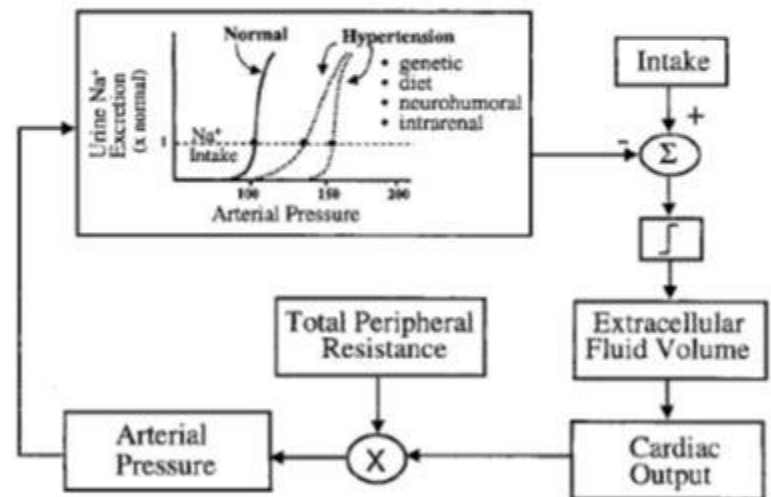 Normal
Hypertension
• genetic
• diet
• neurohumoral
• intrarenal
Urine Na⁺
Excretion
(x normal)
1
Na⁺
Intake
100
150
200
Arterial Pressure
Intake
+
-
Σ
∫
Total Peripheral
Resistance
Extracellular
Fluid Volume
Arterial
Pressure
X
Cardiac
Output